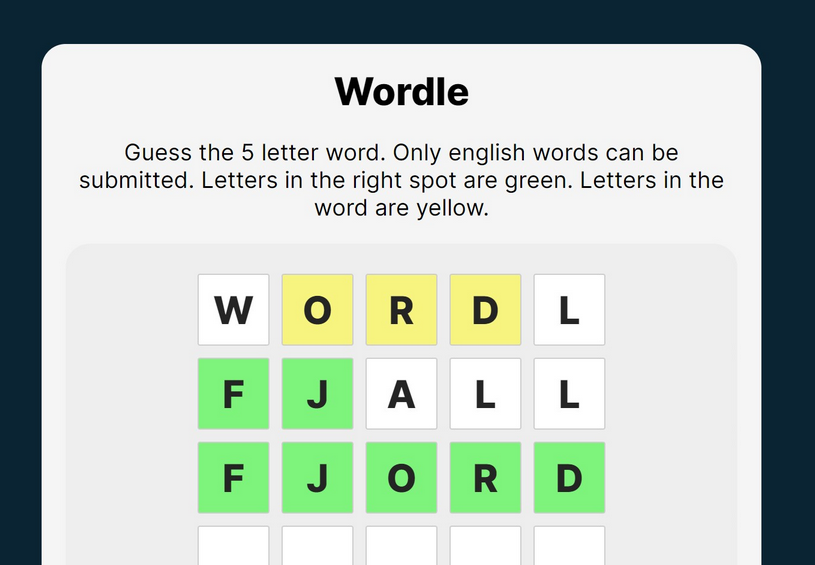 Wordle
Guess the 5 letter word. Only english words can be
submitted. Letters in the right spot are green. Letters in the
word are yellow.
W O R D L
F J A L L
F J O R D